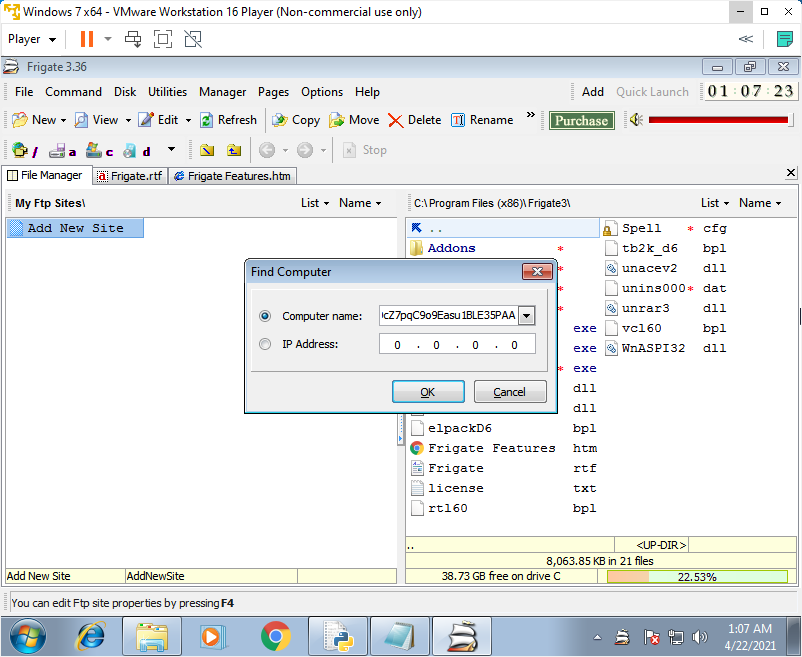 Windows 7 x64 - VMware Workstation 16 Player (Non-commercial use only)
Player
Frigate 3.36
File Command Disk Utilities Manager Pages Options Help Add Quick Launch 01:07:23
New View Edit Refresh Copy Move Delete Rename » Purchase
a c d Stop
File Manager Frigate.rtf Frigate Features.htm
My Ftp Sites\ List Name
Add New Site
Add New Site AddNewSite
C:\Program Files (x86)\Frigate3\ List Name
..
Addons *
*
*
*
exe
exe
* exe
dll
dll
elpackD6 bpl
Frigate Features htm
Frigate rtf
license txt
rtl60 bpl
Spell * cfg
tb2k_d6 bpl
unacev2 dll
unins000* dat
unrar3 dll
vcl60 bpl
WnASPI32 dll
Find Computer
Computer name: cZ7pqC9o9Easu1BLE35PAA
IP Address: 0 . 0 . 0 . 0
OK Cancel
.. <UP-DIR>
8,063.85 KB in 21 files
38.73 GB free on drive C 22.53%
You can edit Ftp site properties by pressing F4
1:07 AM
4/22/2021